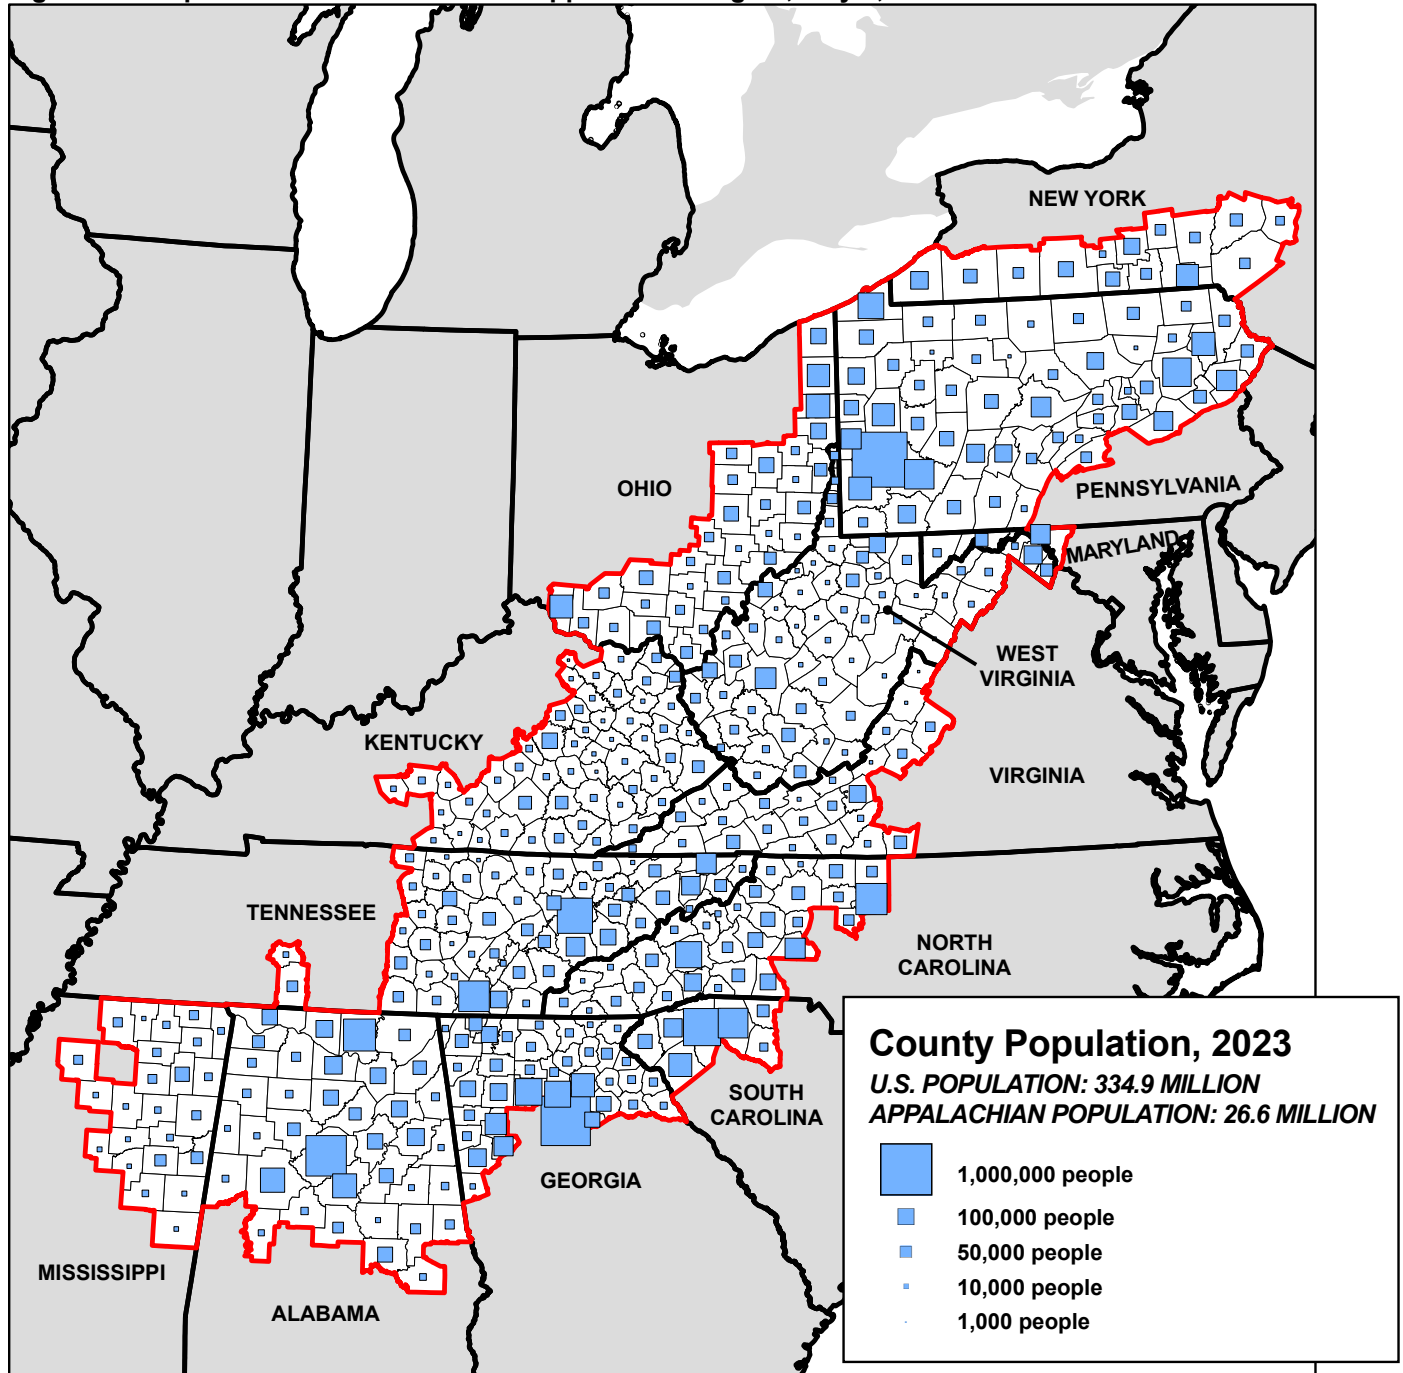 NEW YORK
OHIO
PENNSYLVANIA
MARYLAND
WEST
VIRGINIA
KENTUCKY
VIRGINIA
TENNESSEE
NORTH
CAROLINA
SOUTH
CAROLINA
GEORGIA
MISSISSIPPI
ALABAMA
County Population, 2023
U.S. POPULATION: 334.9 MILLION
APPALACHIAN POPULATION: 26.6 MILLION
1,000,000 people
100,000 people
50,000 people
10,000 people
1,000 people